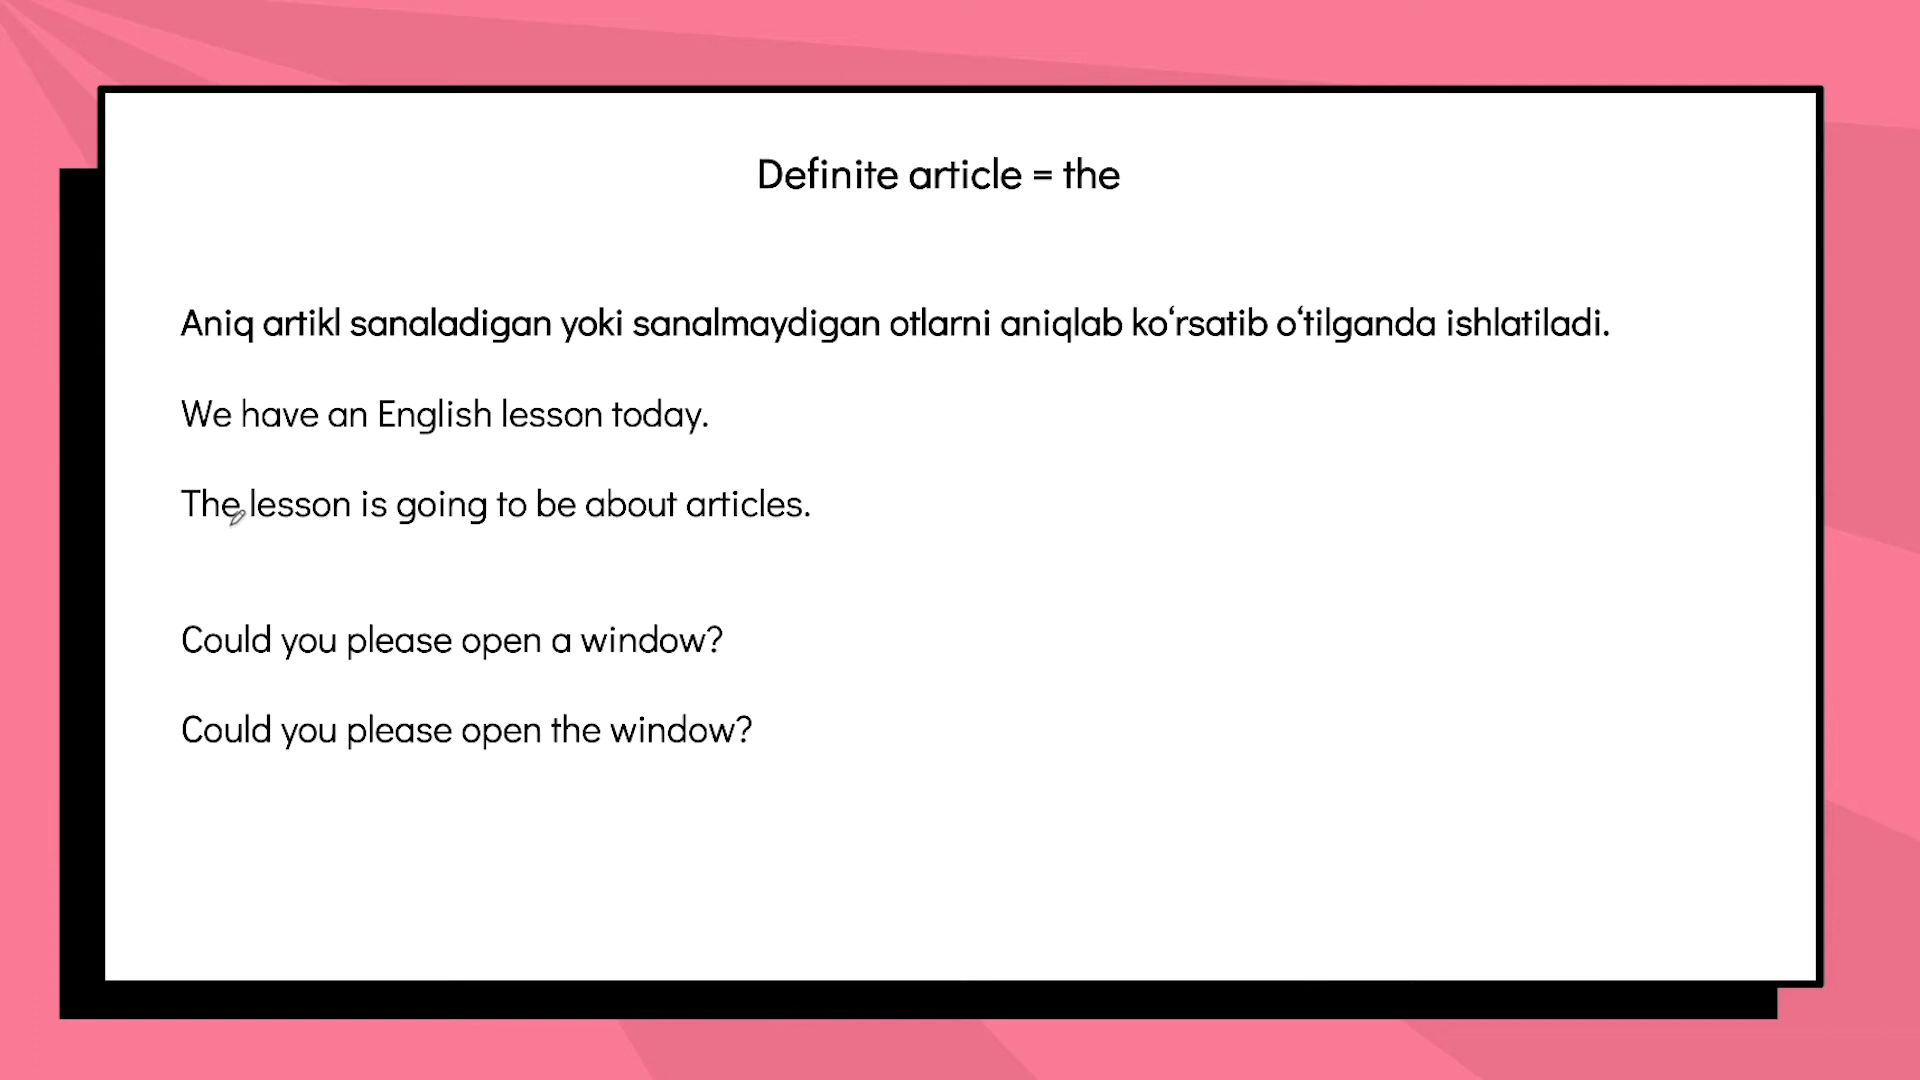 Definite article = the
Aniq artikl sanaladigan yoki sanalmaydigan otlarni aniqlab ko‘rsatib o‘tilganda ishlatiladi.
We have an English lesson today.
The lesson is going to be about articles.
Could you please open a window?
Could you please open the window?